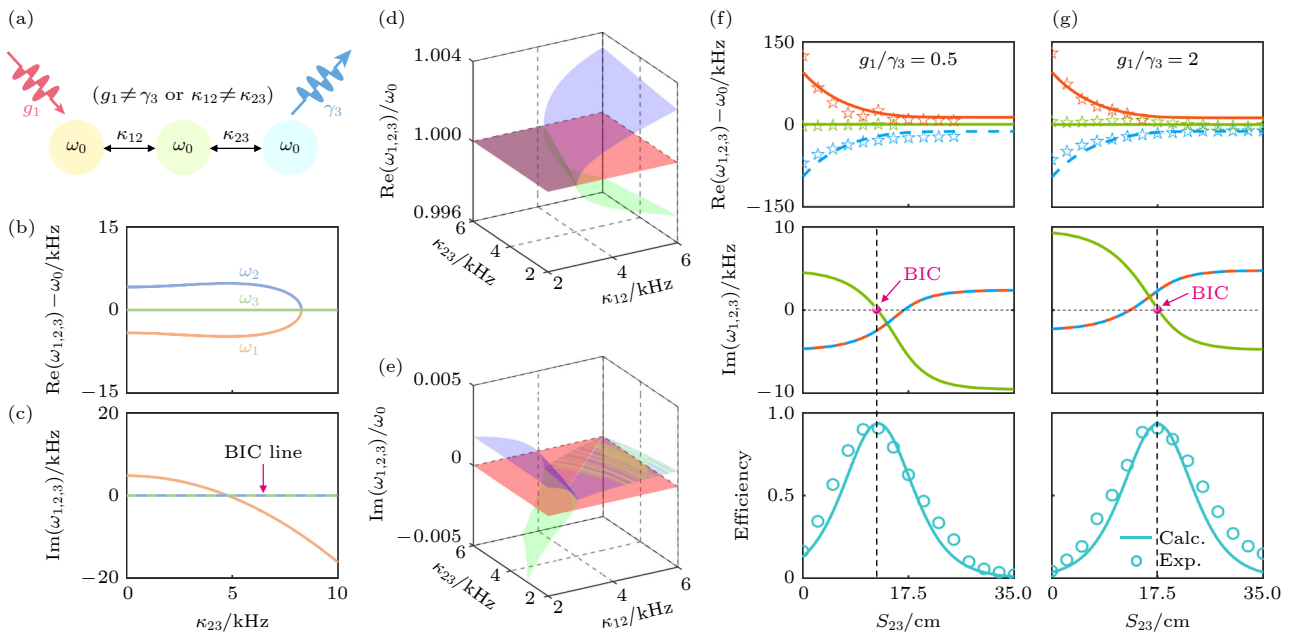 (a)
g₁
(g₁≠γ₃ or κ₁₂≠κ₂₃)
γ₃
ω₀ κ₁₂ ω₀ κ₂₃ ω₀
(b)
Re(ω₁,₂,₃)−ω₀/kHz
15
0
−15
ω₂
ω₃
ω₁
(c)
Im(ω₁,₂,₃)/kHz
20
0
−20
BIC line
0 5 10
κ₂₃/kHz
(d)
Re(ω₁,₂,₃)/ω₀
1.004
1.000
0.996
6
4
2
κ₂₃/kHz
2
4
6
κ₁₂/kHz
(e)
Im(ω₁,₂,₃)/ω₀
0.005
0
−0.005
6
4
2
κ₂₃/kHz
2
4
6
κ₁₂/kHz
(f)
Re(ω₁,₂,₃)−ω₀/kHz
150
0
−150
g₁/γ₃=0.5
Im(ω₁,₂,₃)/kHz
10
0
−10
BIC
Efficiency
1.0
0.5
0
0 17.5 35.0
S₂₃/cm
(g)
g₁/γ₃=2
BIC
Calc.
Exp.
0 17.5 35.0
S₂₃/cm